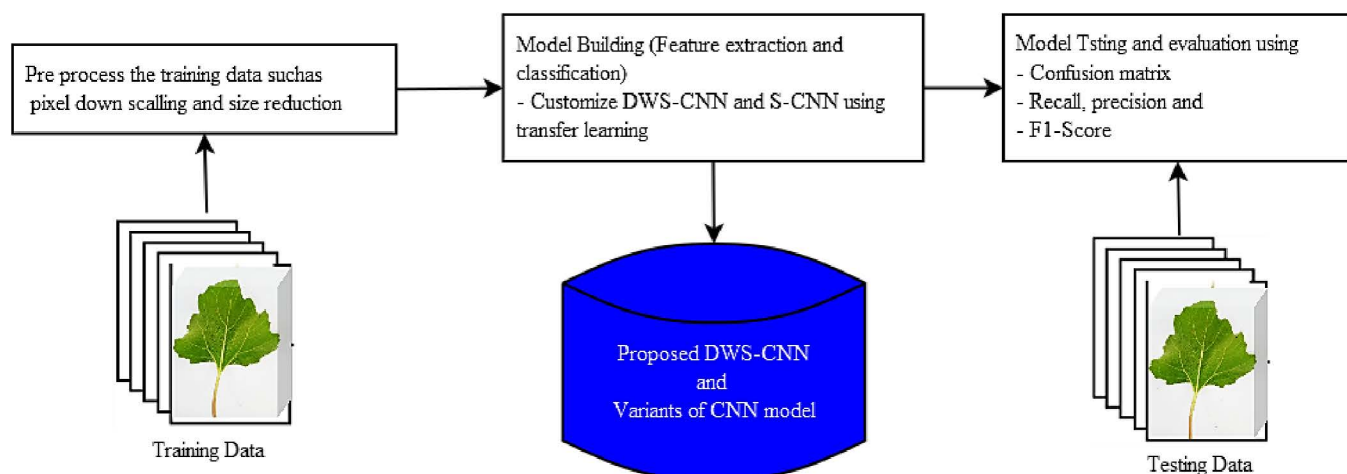 Pre process the training data suchas
pixel down scalling and size reduction
Model Building (Feature extraction and
classification)
- Customize DWS-CNN and S-CNN using
transfer learning
Model Tsting and evaluation using
- Confusion matrix
- Recall, precision and
- F1-Score
Proposed DWS-CNN
and
Variants of CNN model
Training Data
Testing Data